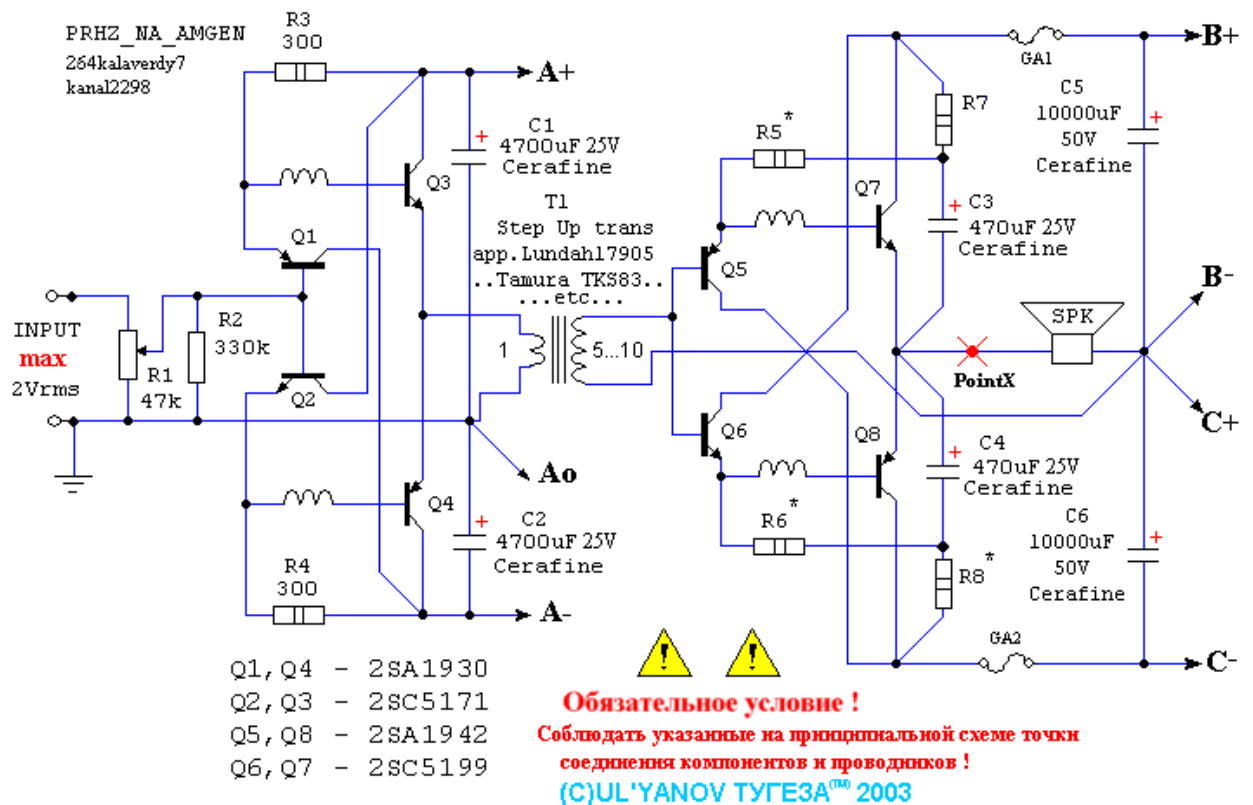 PRHZ_NA_AMGEN
264kalaverdy7
kanal2298
R3
300
A+
C1
+
4700uF 25V
Cerafine
Q3
Q1
T1
Step Up trans
app.Lundahl7905
..Tamura TKS83..
...etc...
1
5...10
INPUT
max
2Vrms
R1
47k
R2
330k
Q2
Ao
Q4
C2
+
4700uF 25V
Cerafine
R4
300
A-
B+
GA1
C5
10000uF
50V
Cerafine
+
R7
R5*
Q7
C3
+
470uF 25V
Cerafine
Q5
B-
SPK
PointX
C+
Q6
Q8
C4
+
470uF 25V
Cerafine
R6*
C6
10000uF
50V
Cerafine
+
R8*
GA2
C-
Q1,Q4 - 2SA1930
Q2,Q3 - 2SC5171
Q5,Q8 - 2SA1942
Q6,Q7 - 2SC5199
! !
Обязательное условие !
Соблюдать указанные на принципиальной схеме точки
соединения компонентов и проводников !
(C)UL'YANOV ТУГЕЗА(TM) 2003